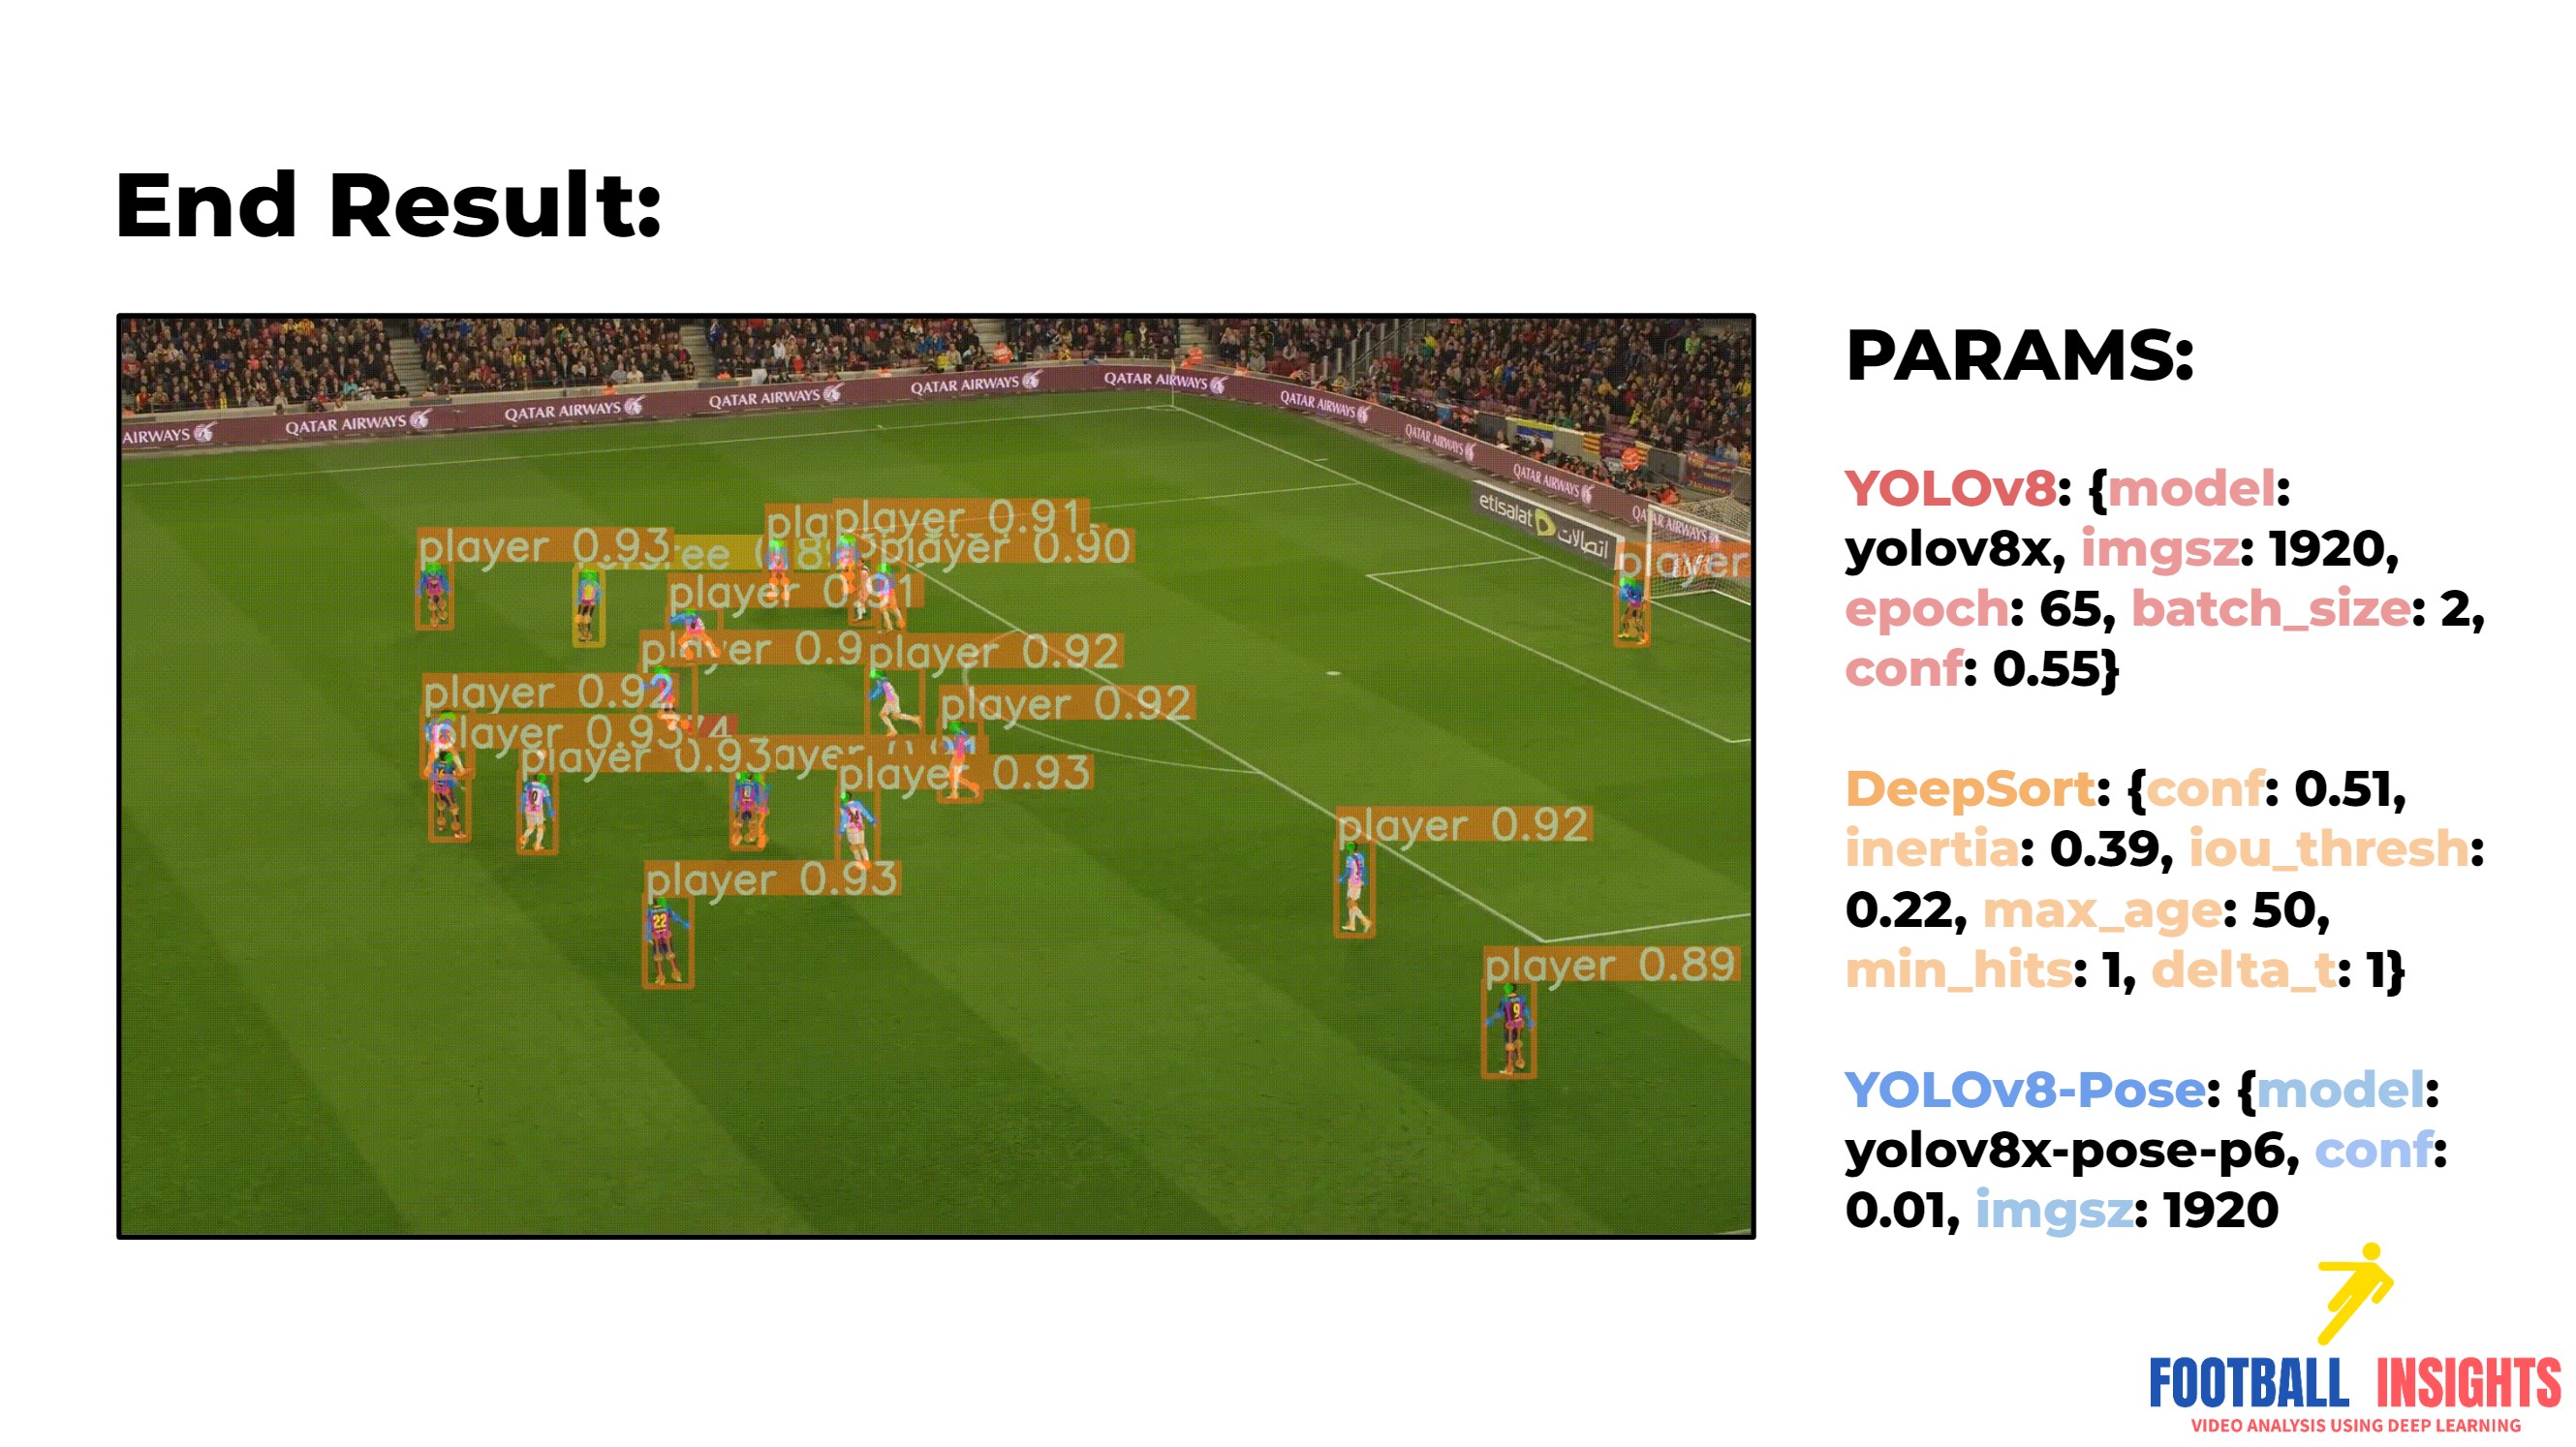 End Result:
AIRWAYS
QATAR AIRWAYS
QATAR AIRWAYS
QATAR AIRWAYS
QATAR AIRWAYS
QATAR AIRWAYS
QATAR AIRWAYS
QATAR AIRWAYS
QATAR AIRWAYS
QATAR AIRWAYS
etisalat اتصالات
player 0.91
player 0.93
player 0.90
player
player 0.91
player 0.9
player 0.92
player 0.92
player 0.92
player 0.93
player 0.93
player 0.93
player 0.92
player 0.93
22
player 0.89
9
PARAMS:
YOLOv8: {model:
yolov8x, imgsz: 1920,
epoch: 65, batch_size: 2,
conf: 0.55}
DeepSort: {conf: 0.51,
inertia: 0.39, iou_thresh:
0.22, max_age: 50,
min_hits: 1, delta_t: 1}
YOLOv8-Pose: {model:
yolov8x-pose-p6, conf:
0.01, imgsz: 1920
FOOTBALL INSIGHTS
VIDEO ANALYSIS USING DEEP LEARNING